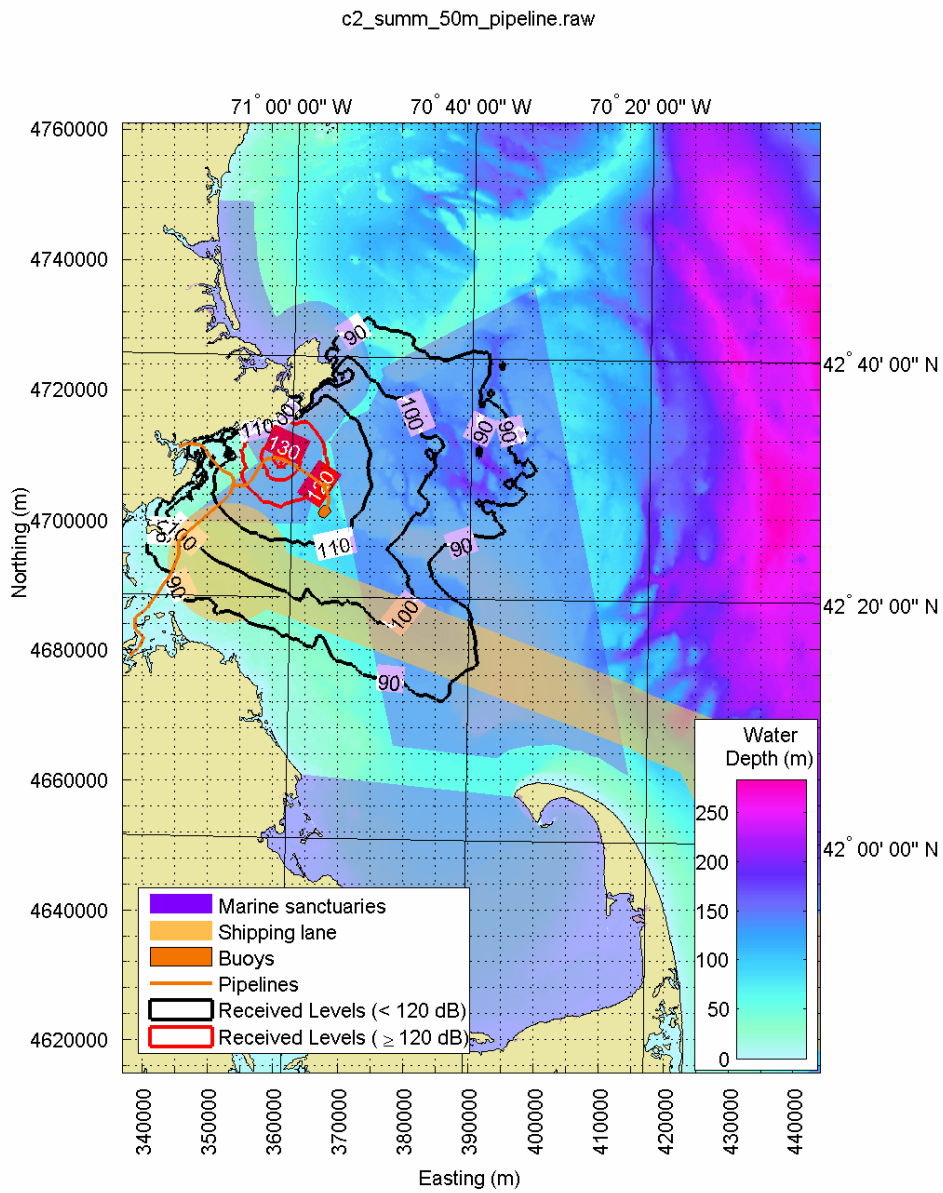 c2_summ_50m_pipeline.raw
71° 00' 00" W
70° 40' 00" W
70° 20' 00" W
4760000
4740000
4720000
4700000
4680000
4660000
4640000
4620000
Northing (m)
42° 40' 00" N
42° 20' 00" N
42° 00' 00" N
90
100
110
130
120
90
90
100
110
90
90
100
90
Water
Depth (m)
250
200
150
100
50
0
Marine sanctuaries
Shipping lane
Buoys
Pipelines
Received Levels (< 120 dB)
Received Levels ( ≥ 120 dB)
340000
350000
360000
370000
380000
390000
400000
410000
420000
430000
440000
Easting (m)